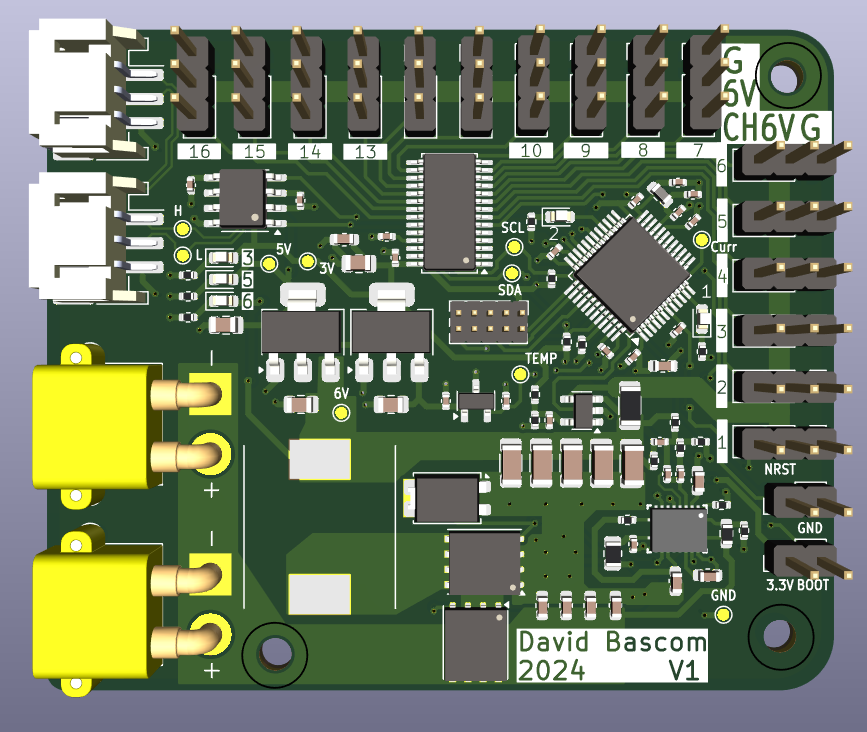 G
6V
CH6V G
16 15 14 13 10 9 8 7
6
5
4
3
2
1
H
L
5V
3V
3
5
6
SCL
SDA
2
Curr
1
TEMP
6V
NRST
GND
3.3V BOOT
GND
–
+
–
+
David Bascom
2024 V1